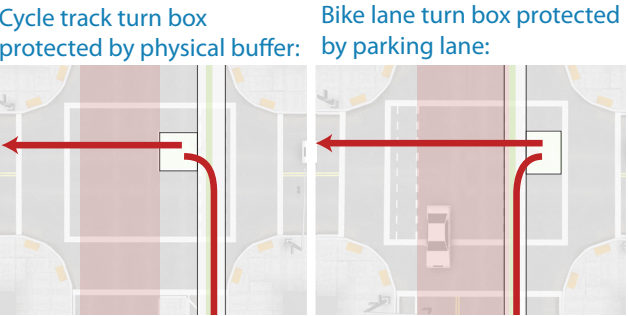 Cycle track turn box
protected by physical buffer:
Bike lane turn box protected
by parking lane: